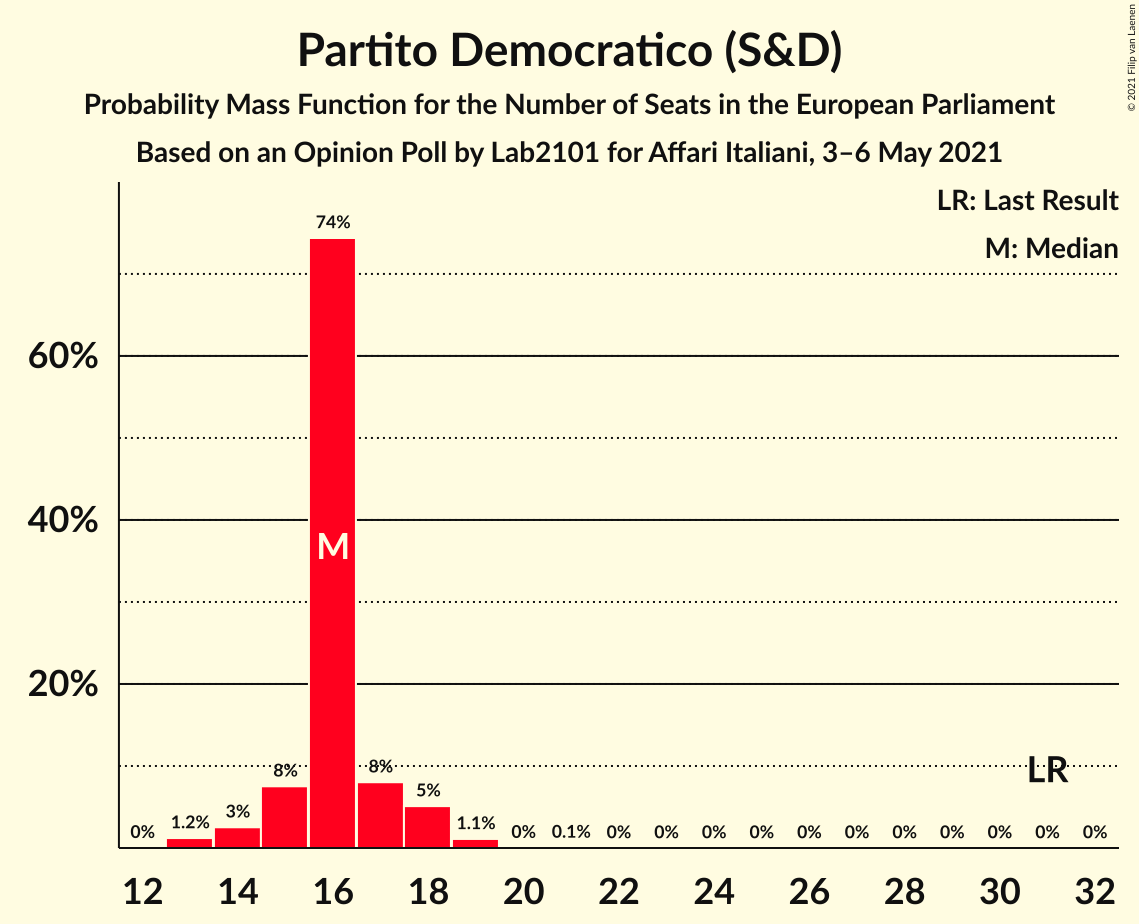 Partito Democratico (S&D)
Probability Mass Function for the Number of Seats in the European Parliament
Based on an Opinion Poll by Lab2101 for Affari Italiani, 3–6 May 2021
© 2021 Filip van Laenen
LR: Last Result
M: Median
60%
40%
20%
0% 1.2% 3% 8% 74% 8% 5% 1.1% 0% 0.1% 0% 0% 0% 0% 0% 0% 0% 0% 0% 0% 0%
M
LR
12 14 16 18 20 22 24 26 28 30 32